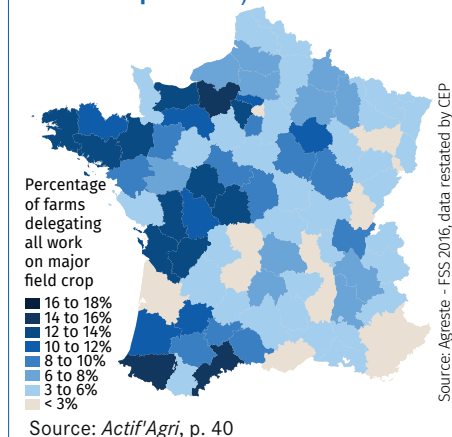 Percentage
of farms
delegating
all work
on major
field crop
16 to 18%
14 to 16%
12 to 14%
10 to 12%
8 to 10%
6 to 8%
3 to 6%
< 3%
Source: Agreste - FSS 2016, data restated by CEP
Source: Actif'Agri, p. 40